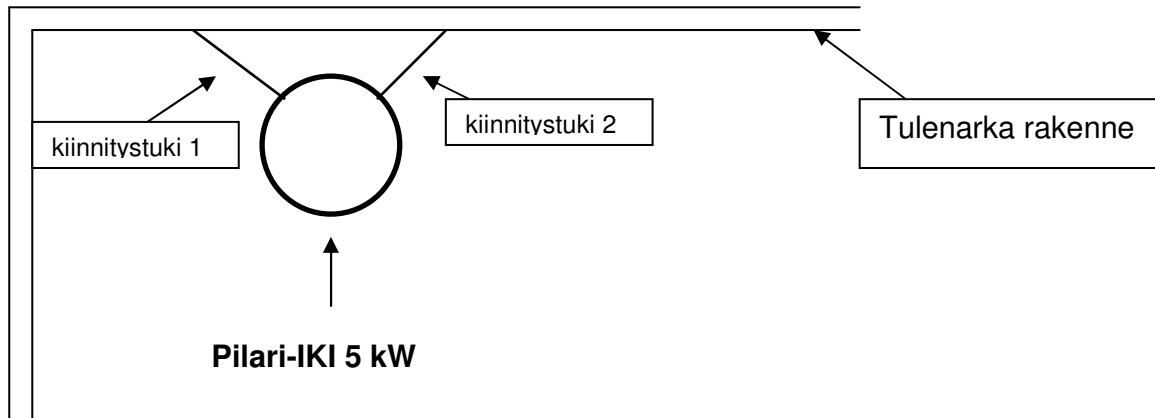 kiinnitystuki 1
kiinnitystuki 2
Tulenarka rakenne
Pilari-IKI 5 kW